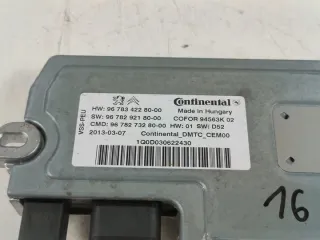 Continental
HW: 96 783 422 80-00 Made in Hungary
SW: 96 782 921 80-00 COFOR 94563K 02
CMD: 96 782 732 80-00 HW: 01 SW: D52
2013-03-07 Continental_DMTC_CEM00
1Q0D030622430
VSS-PEU
16